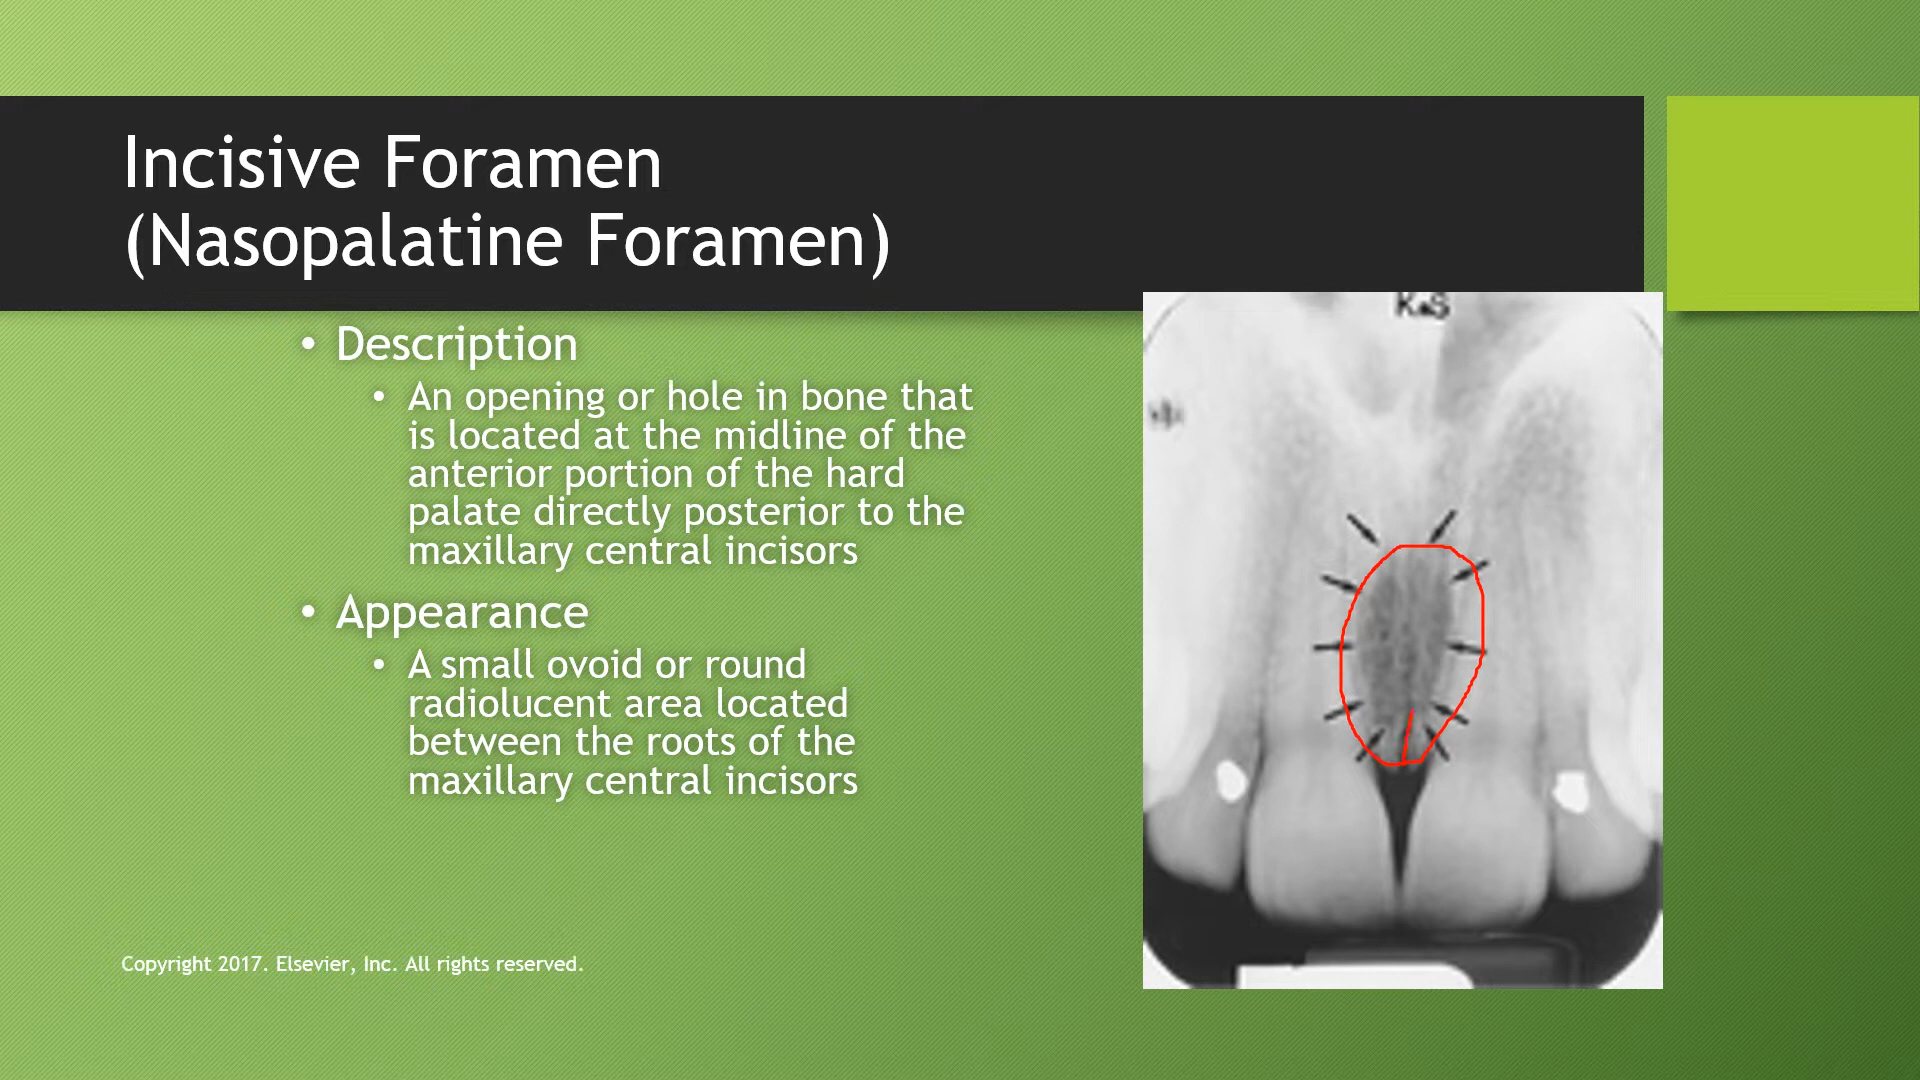 Incisive Foramen
(Nasopalatine Foramen)
• Description
• An opening or hole in bone that
is located at the midline of the
anterior portion of the hard
palate directly posterior to the
maxillary central incisors
• Appearance
• A small ovoid or round
radiolucent area located
between the roots of the
maxillary central incisors
K&S
Copyright 2017. Elsevier, Inc. All rights reserved.